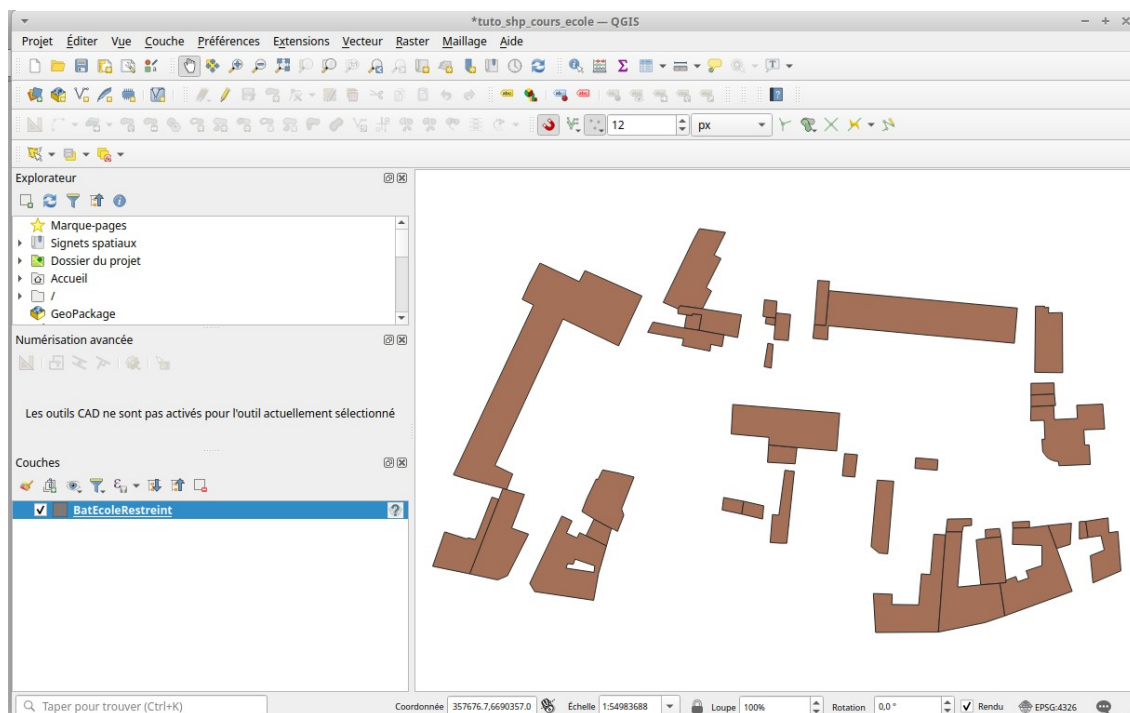 *tuto_shp_cours_ecole — QGIS
Projet Éditer Vue Couche Préférences Extensions Vecteur Raster Maillage Aide
12 px
Explorateur
Marque-pages
Signets spatiaux
Dossier du projet
Accueil
/
GeoPackage
Numérisation avancée
Les outils CAD ne sont pas activés pour l'outil actuellement sélectionné
Couches
BatEcoleRestreint
?
Taper pour trouver (Ctrl+K) Coordonnée 357676.7,6690357.0 Échelle 1:54983688 Loupe 100% Rotation 0,0 ° Rendu EPSG:4326